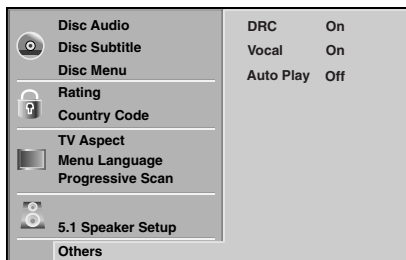 Disc Audio
Disc Subtitle
Disc Menu
Rating
Country Code
TV Aspect
Menu Language
Progressive Scan
5.1 Speaker Setup
Others
DRC On
Vocal On
Auto Play Off